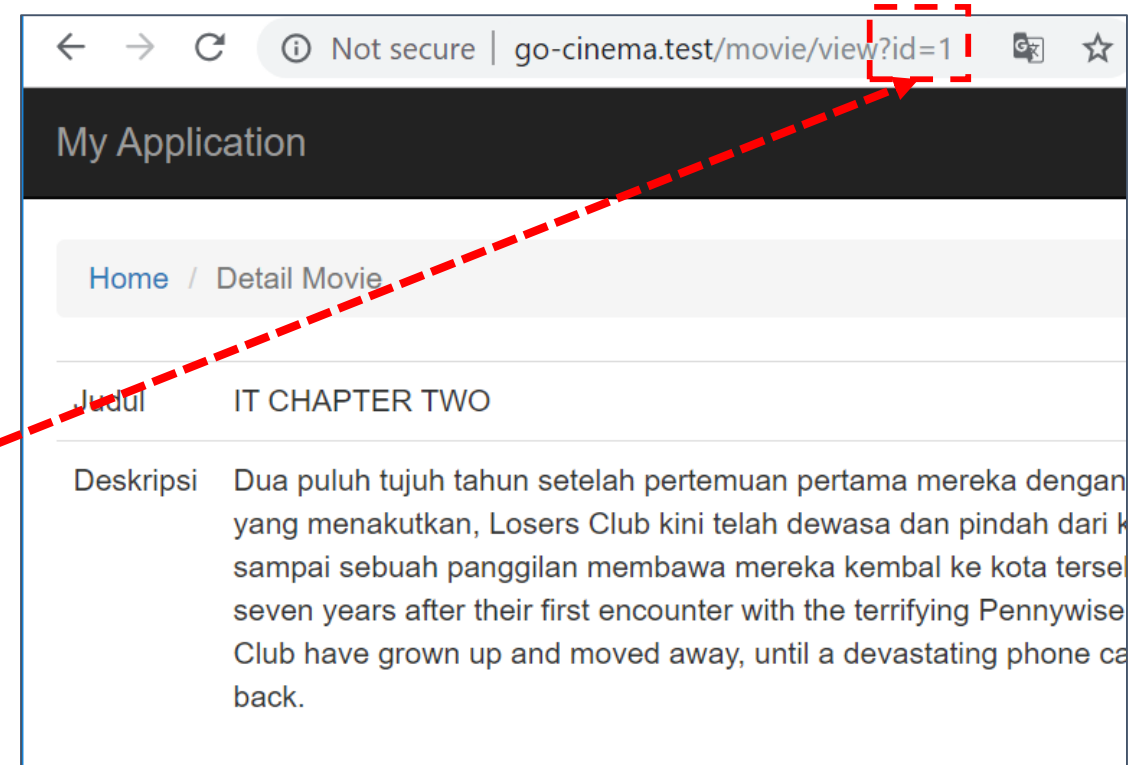 Not secure | go-cinema.test/movie/view?id=1
My Application
Home / Detail Movie
Judul IT CHAPTER TWO
Deskripsi Dua puluh tujuh tahun setelah pertemuan pertama mereka dengan
yang menakutkan, Losers Club kini telah dewasa dan pindah dari
sampai sebuah panggilan membawa mereka kembal ke kota
seven years after their first encounter with the terrifying Pennywise
Club have grown up and moved away, until a devastating phone
back.